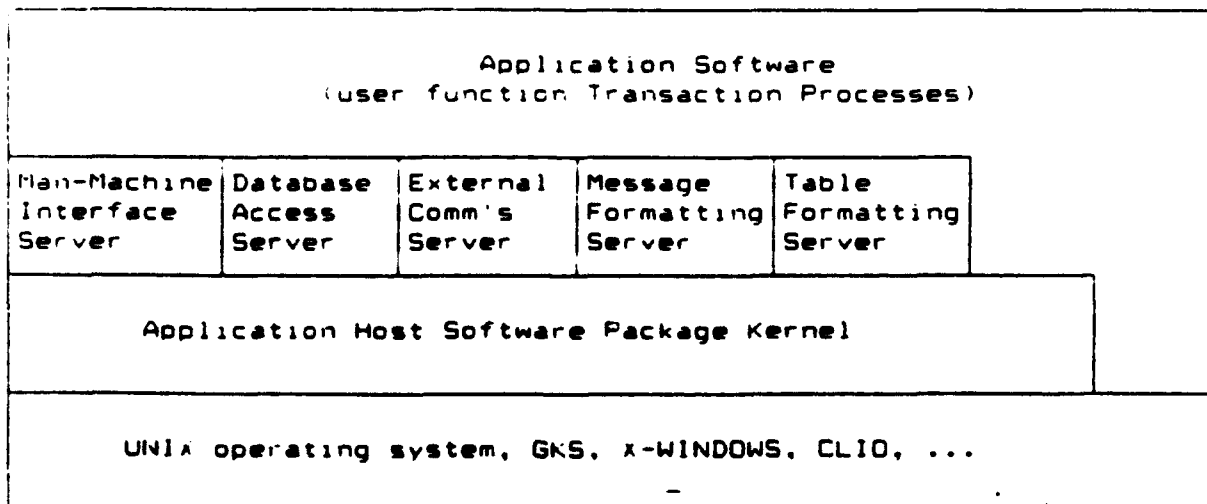 Application Software
(user function Transaction Processes)
Man-Machine Interface Server
Database Access Server
External Comm's Server
Message Formatting Server
Table Formatting Server
Application Host Software Package Kernel
UNIX operating system, GKS, X-WINDOWS, CLIO, ...